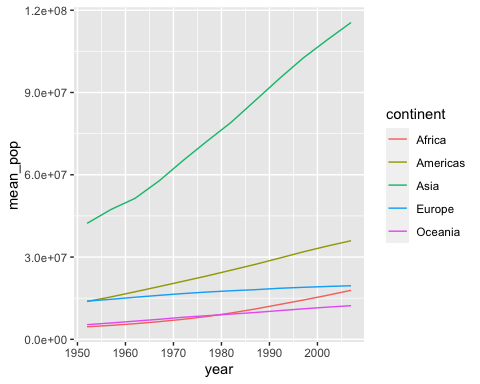 1.2e+08
9.0e+07
6.0e+07
3.0e+07
0.0e+00
mean_pop
1950 1960 1970 1980 1990 2000
year
continent
Africa
Americas
Asia
Europe
Oceania